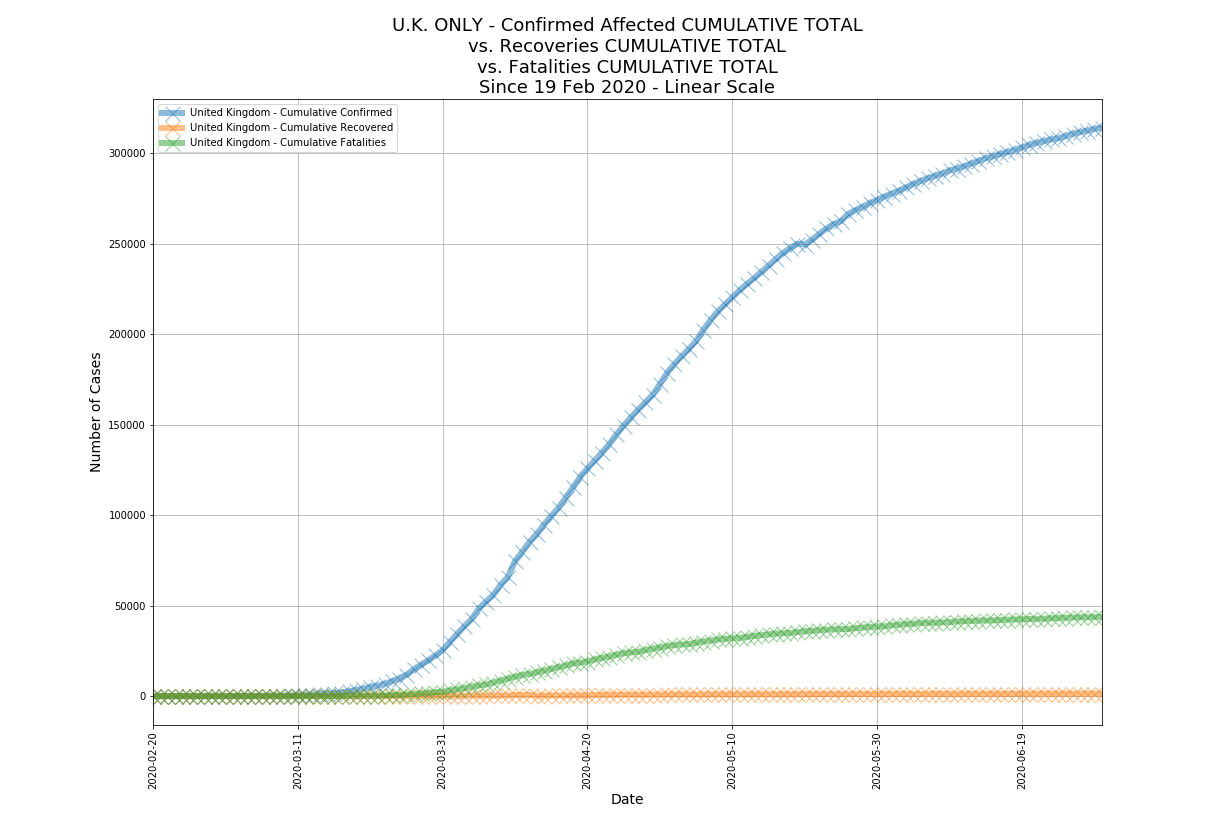 U.K. ONLY - Confirmed Affected CUMULATIVE TOTAL
vs. Recoveries CUMULATIVE TOTAL
vs. Fatalities CUMULATIVE TOTAL
Since 19 Feb 2020 - Linear Scale
United Kingdom - Cumulative Confirmed
United Kingdom - Cumulative Recovered
United Kingdom - Cumulative Fatalities
Number of Cases
300000
250000
200000
150000
100000
50000
0
2020-02-20
2020-03-11
2020-03-31
2020-04-20
2020-05-10
2020-05-30
2020-06-19
Date